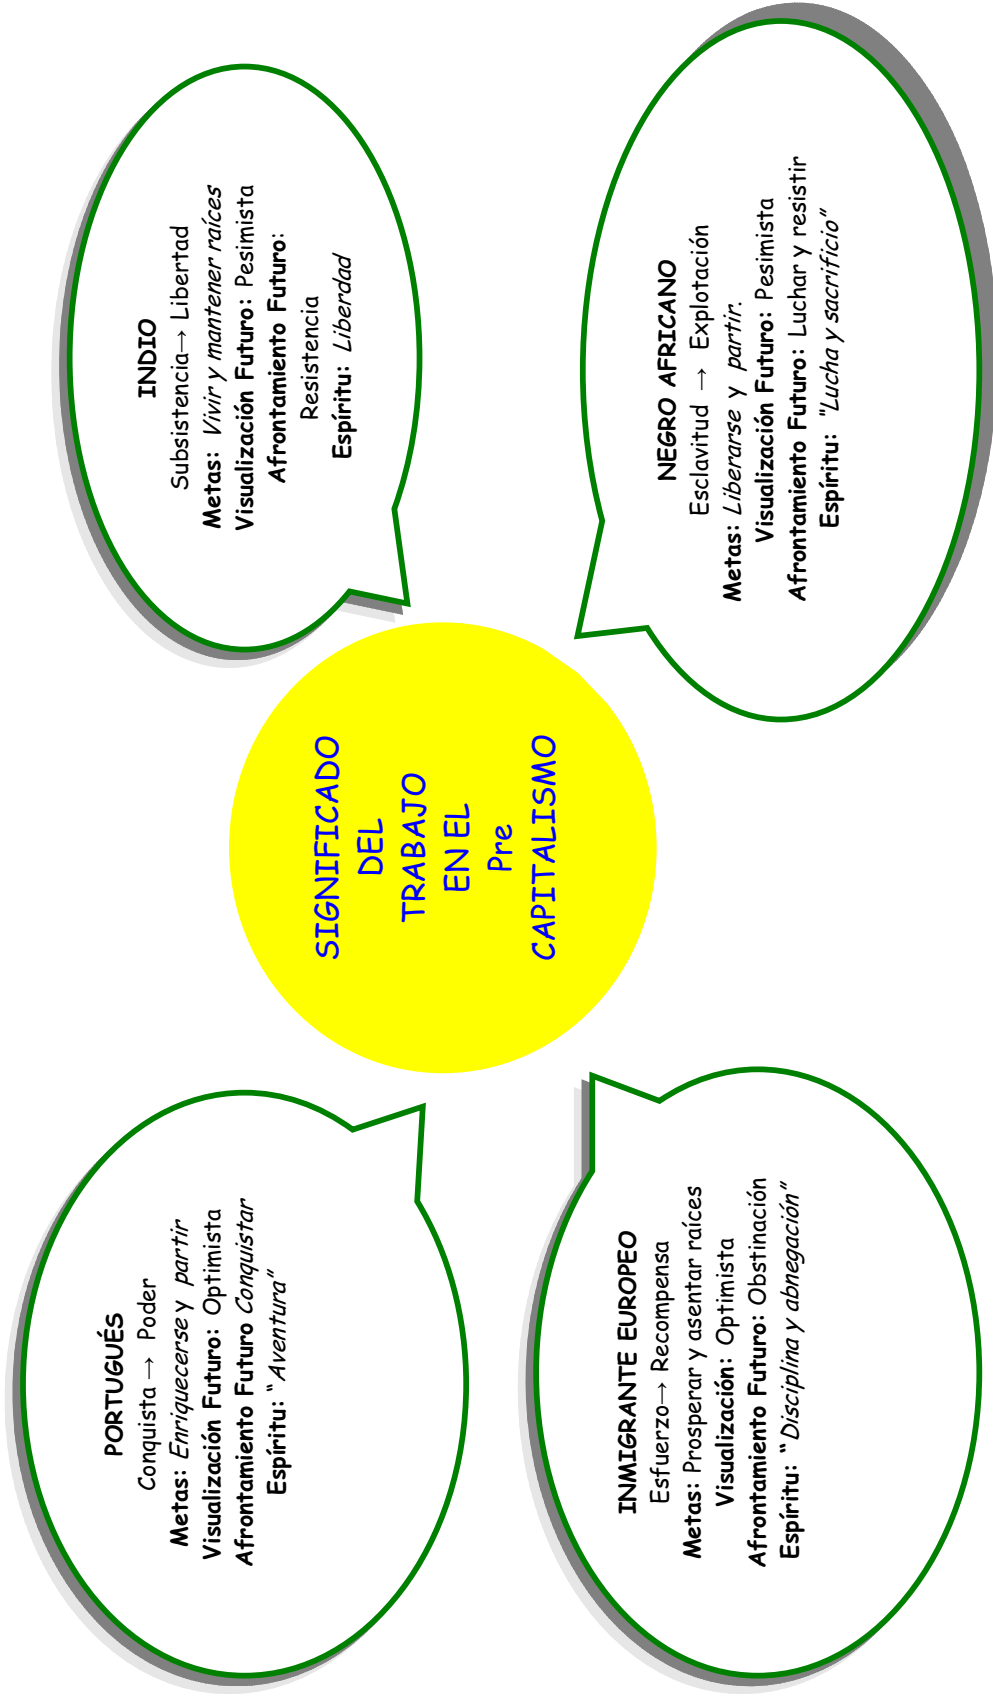 PORTUGUÉS
Conquista → Poder
Metas: Enriquecerse y partir
Visualización Futuro: Optimista
Afrontamiento Futuro Conquistar
Espíritu: “Aventura”
INDIO
Subsistencia→ Libertad
Metas: Vivir y mantener raíces
Visualización Futuro: Pesimista
Afrontamiento Futuro:
Resistencia
Espíritu: Liberdad
SIGNIFICADO
DEL
TRABAJO
EN EL
Pre
CAPITALISMO
INMIGRANTE EUROPEO
Esfuerzo→ Recompensa
Metas: Prosperar y asentar raíces
Visualización: Optimista
Afrontamiento Futuro: Obstinación
Espíritu: “Disciplina y abnegación”
NEGRO AFRICANO
Esclavitud → Explotación
Metas: Liberarse y partir.
Visualización Futuro: Pesimista
Afrontamiento Futuro: Luchar y resistir
Espíritu: “Lucha y sacrificio”